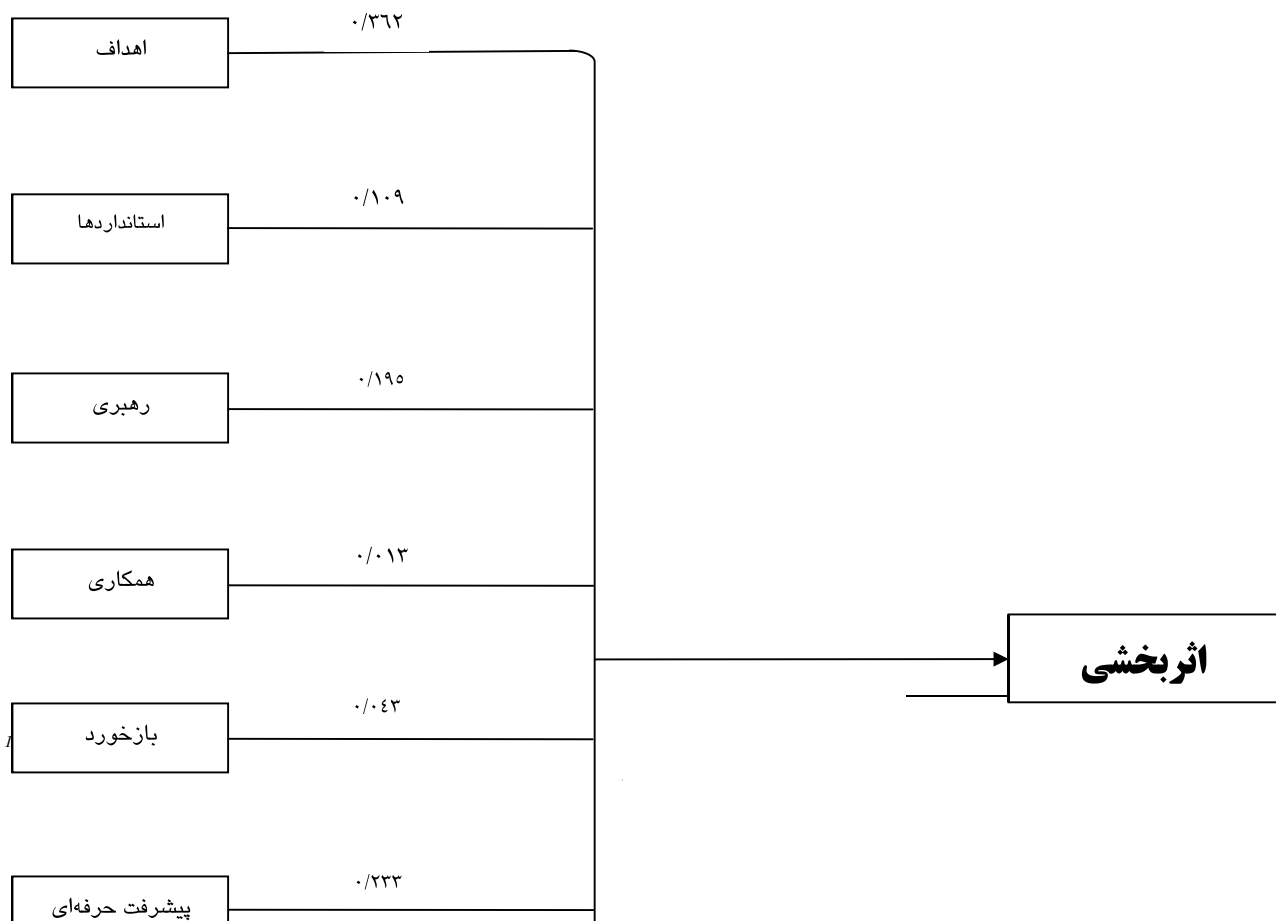 ۰/۳۶۲
اهداف
۰/۱۰۹
استانداردها
۰/۱۹۵
رهبری
۰/۰۱۳
همکاری
اثربخشی
۰/۰۴۳
بازخورد
۰/۲۳۳
پیشرفت حرفه‌ای